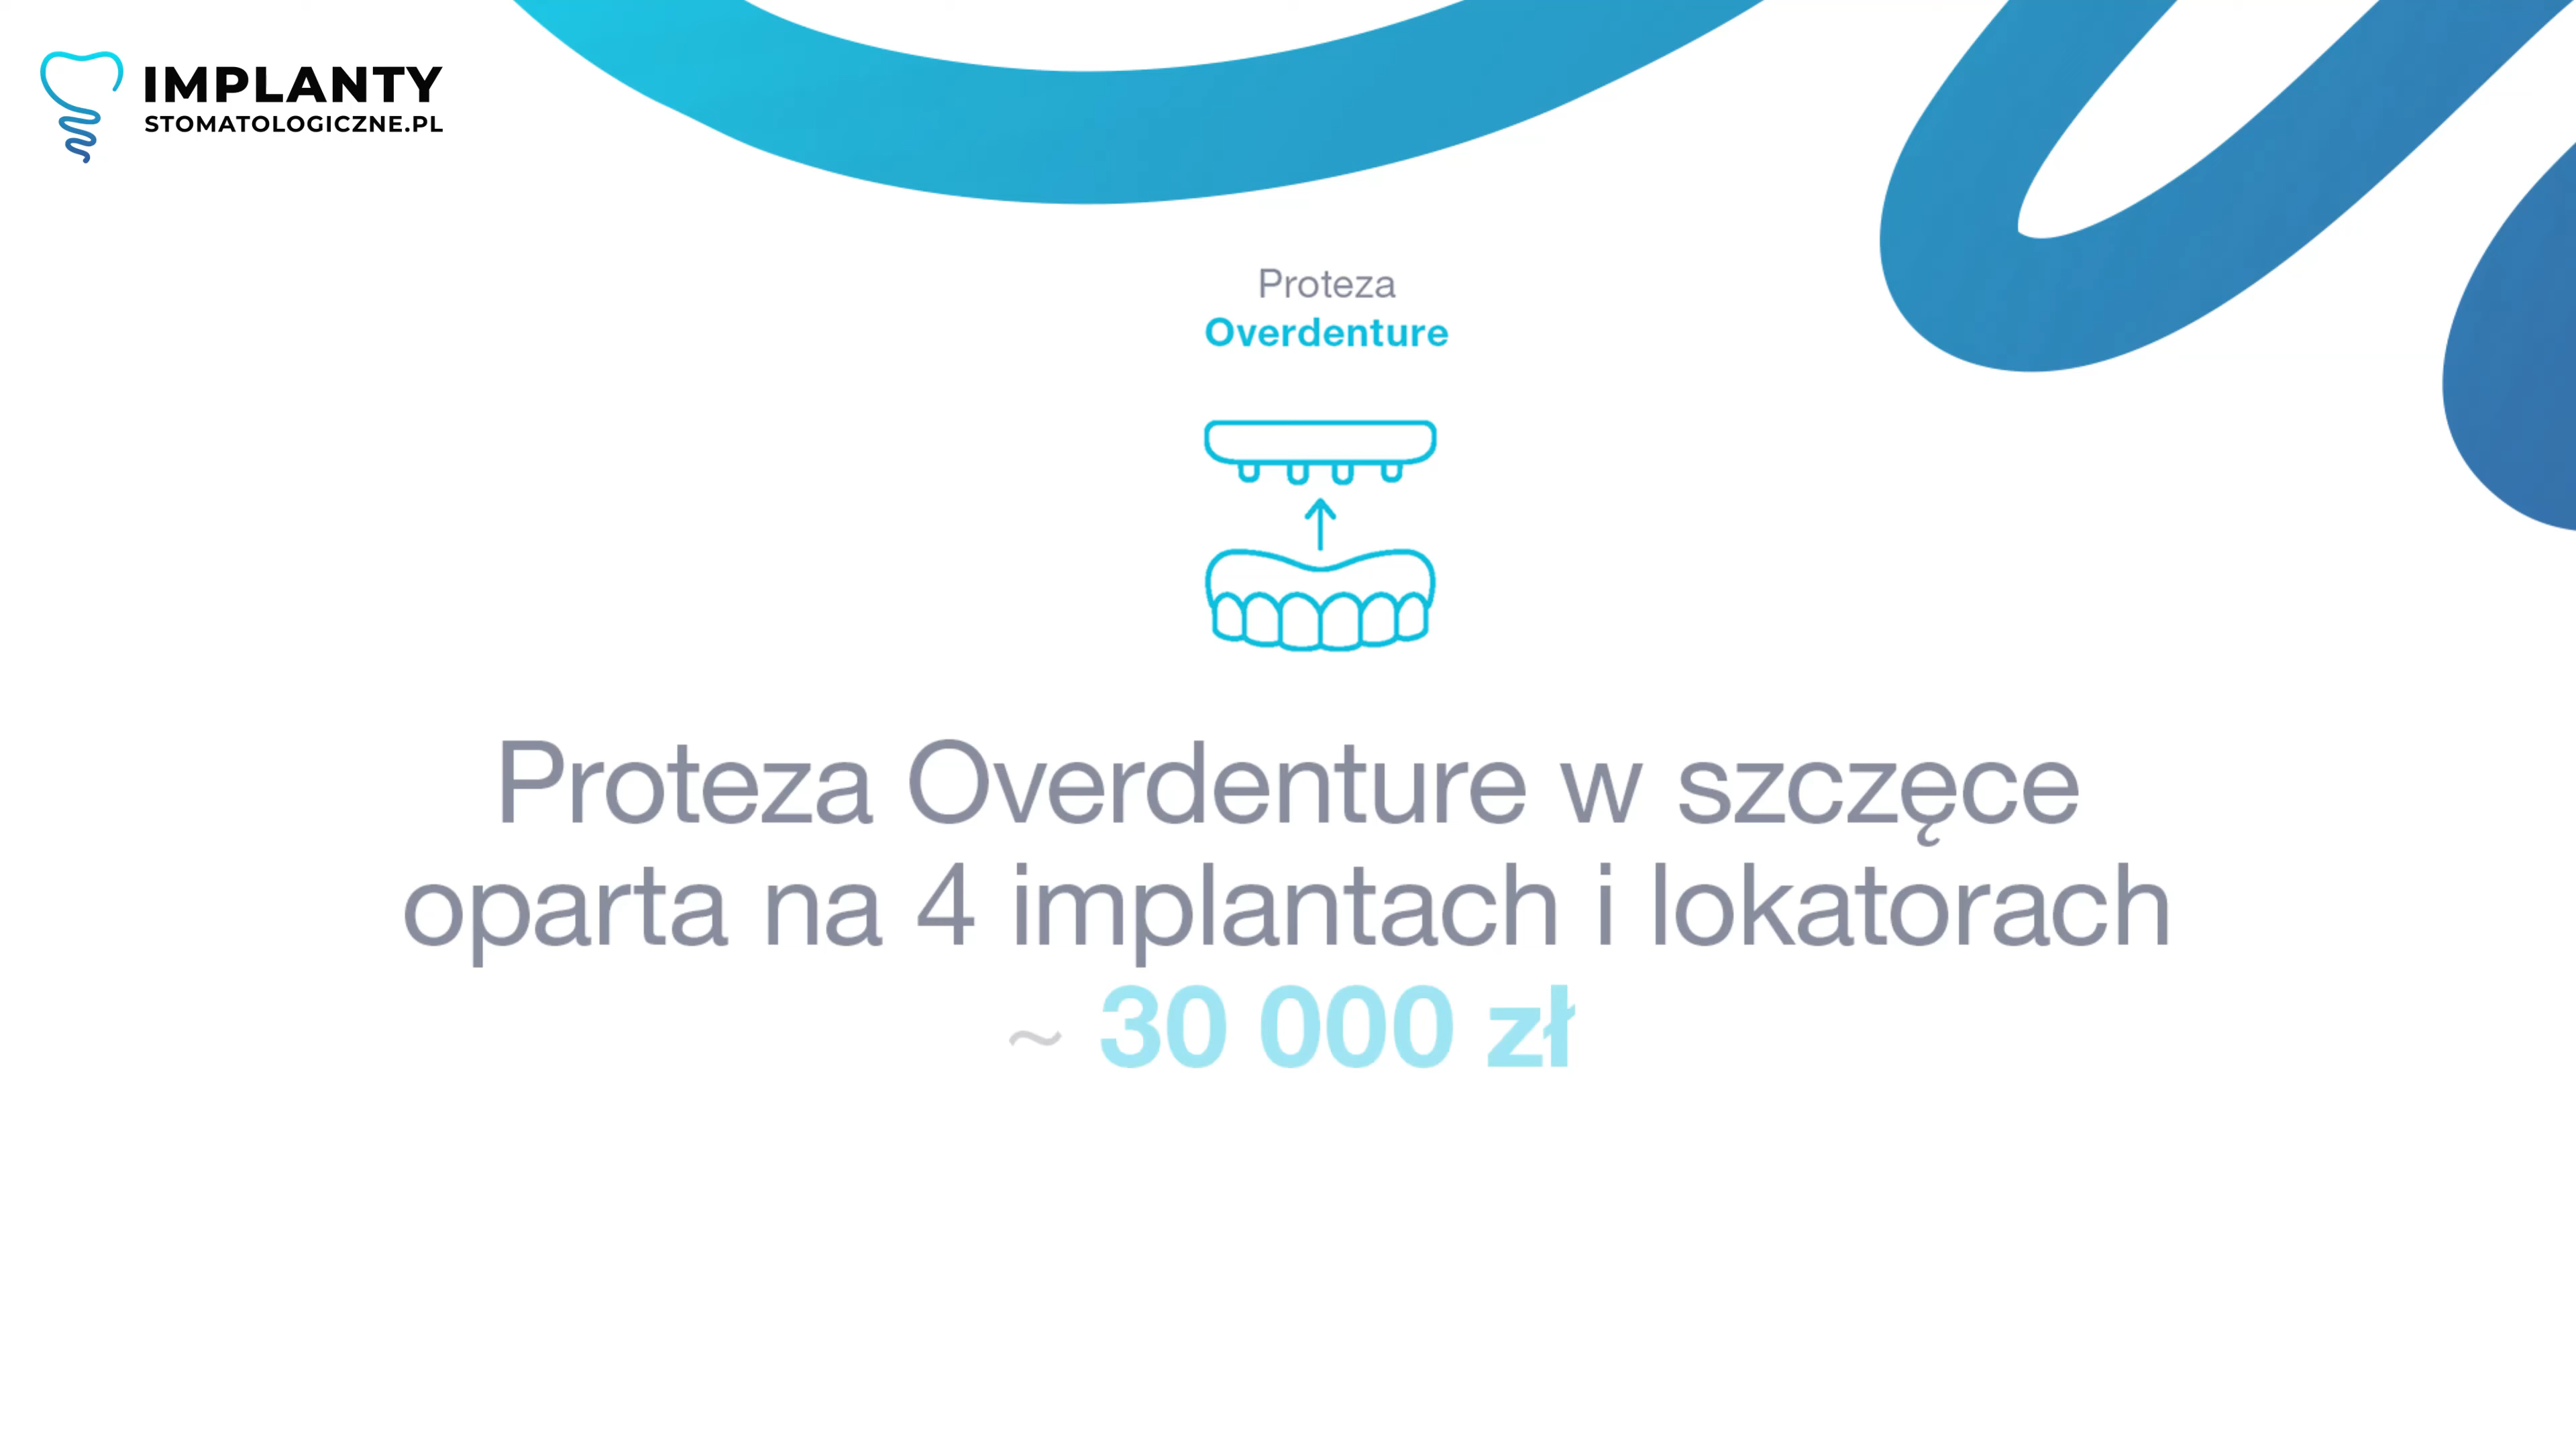 IMPLANTY
STOMATOLOGICZNE.PL
Proteza
Overdenture
Proteza Overdenture w szczęce
oparta na 4 implantach i lokatorach
~ 30 000 zł